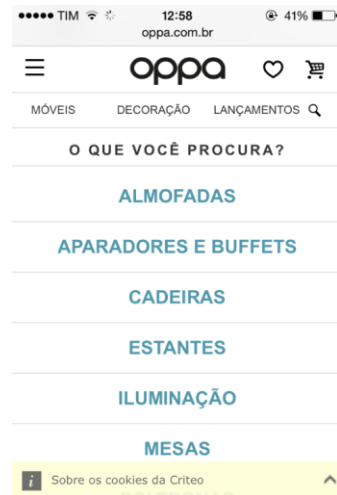 TIM 12:58 41%
oppa.com.br
oppa
MÓVEIS DECORAÇÃO LANÇAMENTOS
O QUE VOCÊ PROCURA?
ALMOFADAS
APARADORES E BUFFETS
CADEIRAS
ESTANTES
ILUMINAÇÃO
MESAS
i Sobre os cookies da Criteo